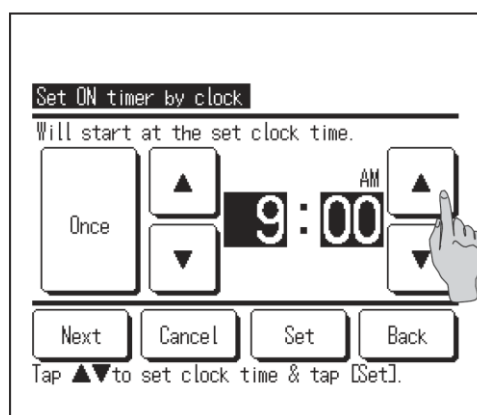 Set ON timer by clock
Will start at the set clock time.
AM
Once ▲ 9:00 ▲
▼ ▼
Next Cancel Set Back
Tap ▲▼to set clock time & tap [Set].